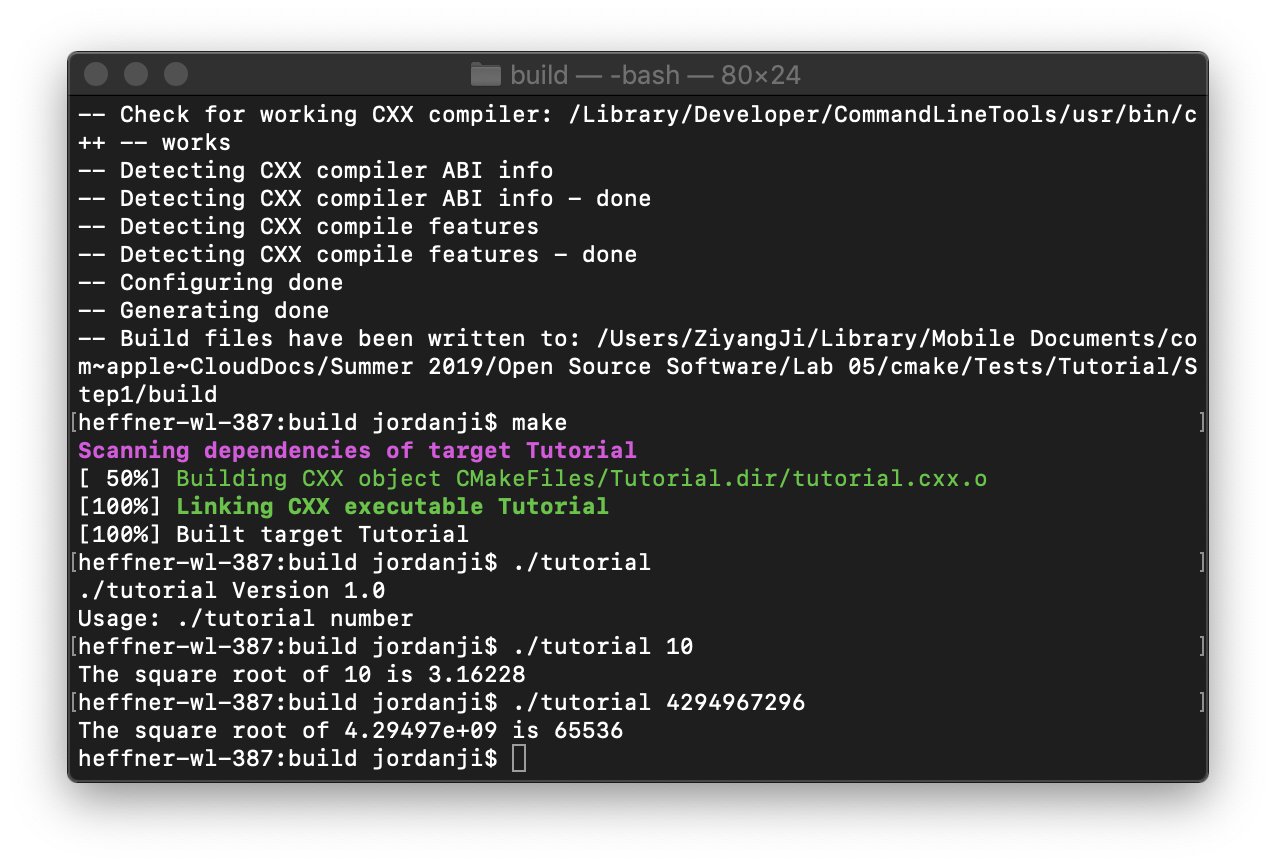 build — -bash — 80×24
-- Check for working CXX compiler: /Library/Developer/CommandLineTools/usr/bin/c
++ -- works
-- Detecting CXX compiler ABI info
-- Detecting CXX compiler ABI info - done
-- Detecting CXX compile features
-- Detecting CXX compile features - done
-- Configuring done
-- Generating done
-- Build files have been written to: /Users/ZiyangJi/Library/Mobile Documents/co
m~apple~CloudDocs/Summer 2019/Open Source Software/Lab 05/cmake/Tests/Tutorial/S
tep1/build
[heffner-wl-387:build jordanji$ make ]
Scanning dependencies of target Tutorial
[ 50%] Building CXX object CMakeFiles/Tutorial.dir/tutorial.cxx.o
[100%] Linking CXX executable Tutorial
[100%] Built target Tutorial
[heffner-wl-387:build jordanji$ ./tutorial ]
./tutorial Version 1.0
Usage: ./tutorial number
[heffner-wl-387:build jordanji$ ./tutorial 10 ]
The square root of 10 is 3.16228
[heffner-wl-387:build jordanji$ ./tutorial 4294967296 ]
The square root of 4.29497e+09 is 65536
heffner-wl-387:build jordanji$